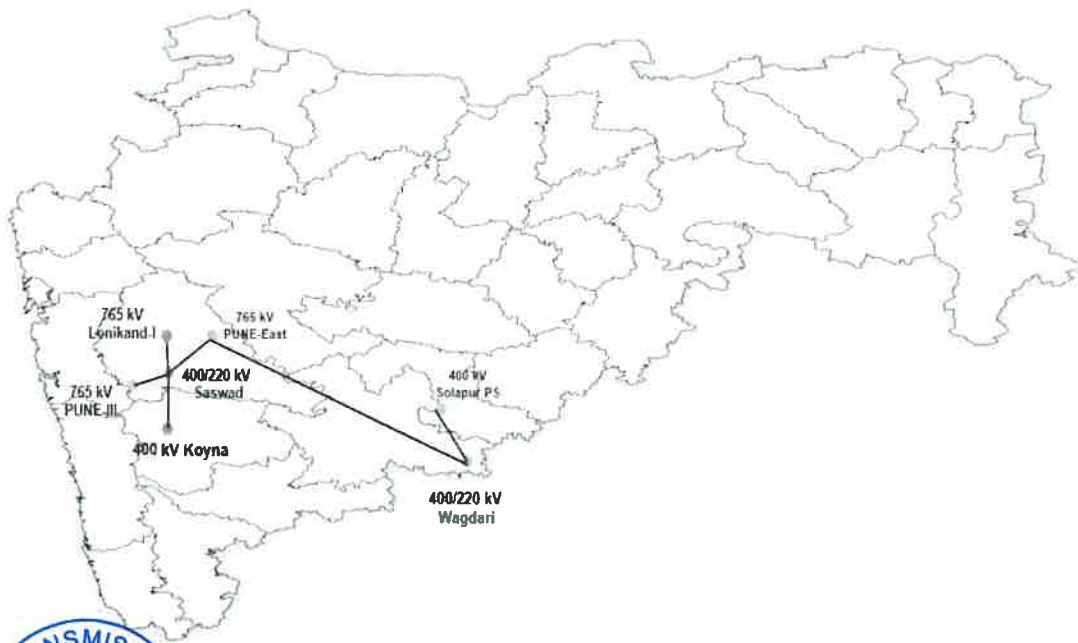 765 kV
Lonikand-I
765 kV
PUNE-East
400/220 kV
Saswad
765 kV
PUNE-III
400 kV
Solapur PS
400 kV Koyna
400/220 kV
Wagdari